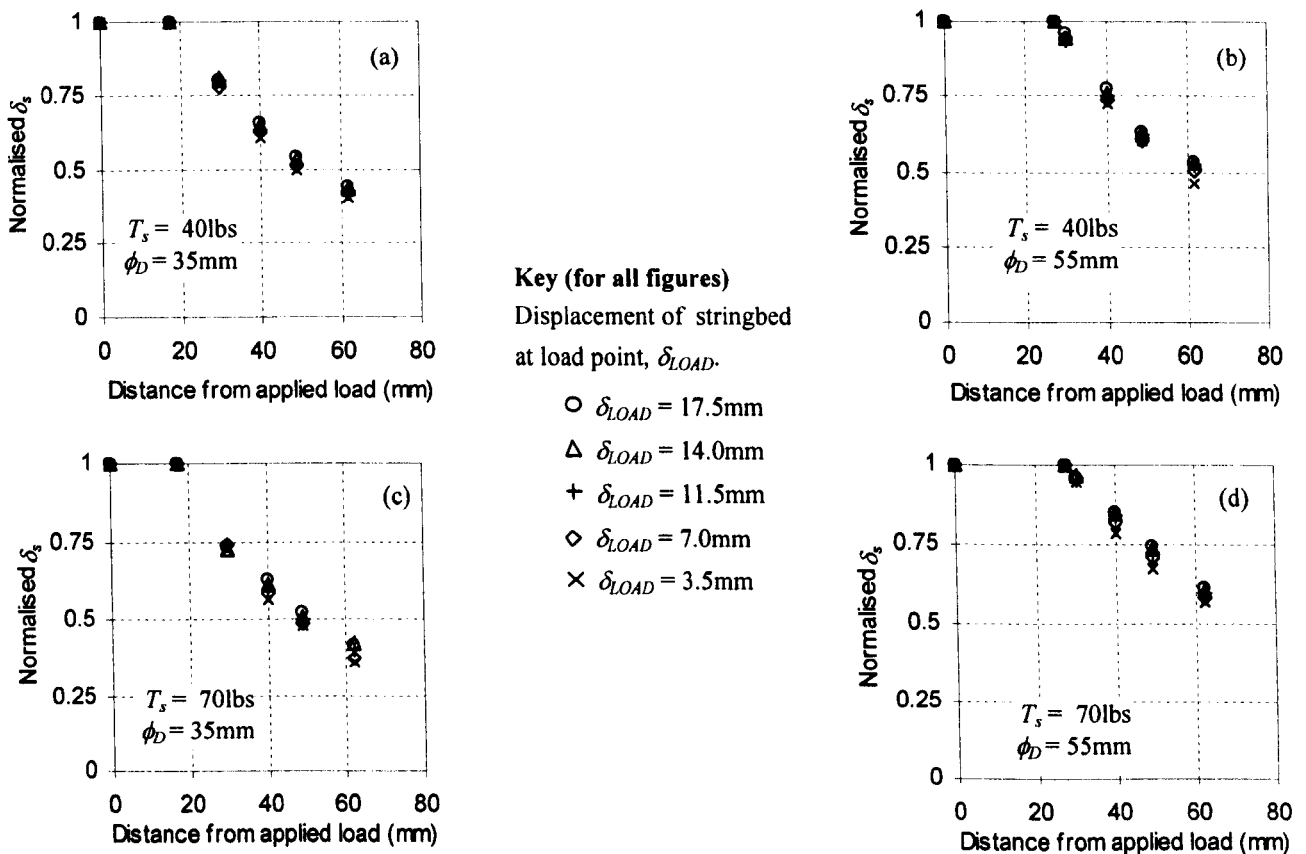 1
0.75
0.5
0.25
0
Normalised δs
(a)
Ts = 40lbs
ϕD = 35mm
0 20 40 60 80
Distance from applied load (mm)
1
0.75
0.5
0.25
0
Normalised δs
(b)
Ts = 40lbs
ϕD = 55mm
0 20 40 60 80
Distance from applied load (mm)
Key (for all figures)
Displacement of stringbed
at load point, δLOAD.
δLOAD = 17.5mm
δLOAD = 14.0mm
δLOAD = 11.5mm
δLOAD = 7.0mm
δLOAD = 3.5mm
1
0.75
0.5
0.25
0
Normalised δs
(c)
Ts = 70lbs
ϕD = 35mm
0 20 40 60 80
Distance from applied load (mm)
1
0.75
0.5
0.25
0
Normalised δs
(d)
Ts = 70lbs
ϕD = 55mm
0 20 40 60 80
Distance from applied load (mm)